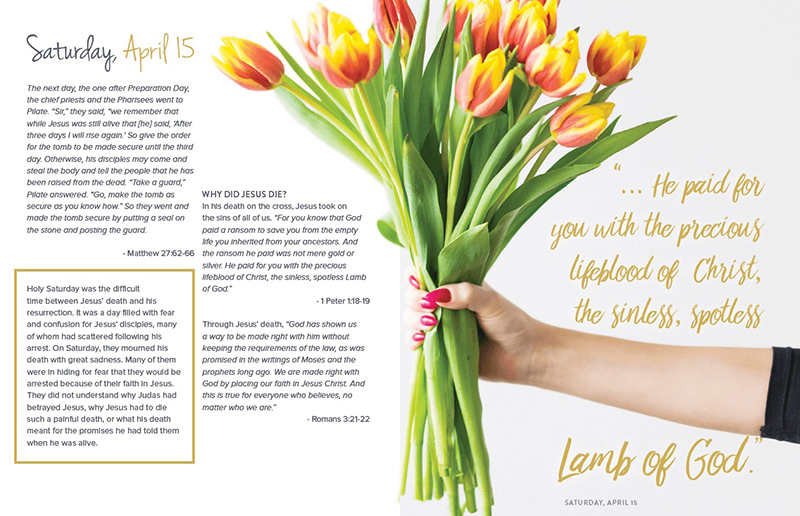 Saturday, April 15
The next day, the one after Preparation Day,
the chief priests and the Pharisees went to
Pilate. “Sir,” they said, “we remember that
while Jesus was still alive that [he] said, ‘After
three days I will rise again.’ So give the order
for the tomb to be made secure until the third
day. Otherwise, his disciples may come and
steal the body and tell the people that he has
been raised from the dead. “Take a guard,”
Pilate answered. “Go, make the tomb as
secure as you know how.” So they went and
made the tomb secure by putting a seal on
the stone and posting the guard.
- Matthew 27:62-66
Holy Saturday was the difficult
time between Jesus’ death and his
resurrection. It was a day filled with fear
and confusion for Jesus’ disciples, many
of whom had scattered following his
arrest. On Saturday, they mourned his
death with great sadness. Many of them
were in hiding for fear that they would be
arrested because of their faith in Jesus.
They did not understand why Judas had
betrayed Jesus, why Jesus had to die
such a painful death, or what his death
meant for the promises he had told them
when he was alive.
WHY DID JESUS DIE?
In his death on the cross, Jesus took on
the sins of all of us. “For you know that God
paid a ransom to save you from the empty
life you inherited from your ancestors. And
the ransom he paid was not mere gold or
silver. He paid for you with the precious
lifeblood of Christ, the sinless, spotless Lamb
of God.”
- 1 Peter 1:18-19
Through Jesus’ death, “God has shown us
a way to be made right with him without
keeping the requirements of the law, as was
promised in the writings of Moses and the
prophets long ago. We are made right with
God by placing our faith in Jesus Christ. And
this is true for everyone who believes, no
matter who we are.”
- Romans 3:21-22
“... He paid for
you with the precious
lifeblood of Christ,
the sinless, spotless
Lamb of God.”
SATURDAY, APRIL 15